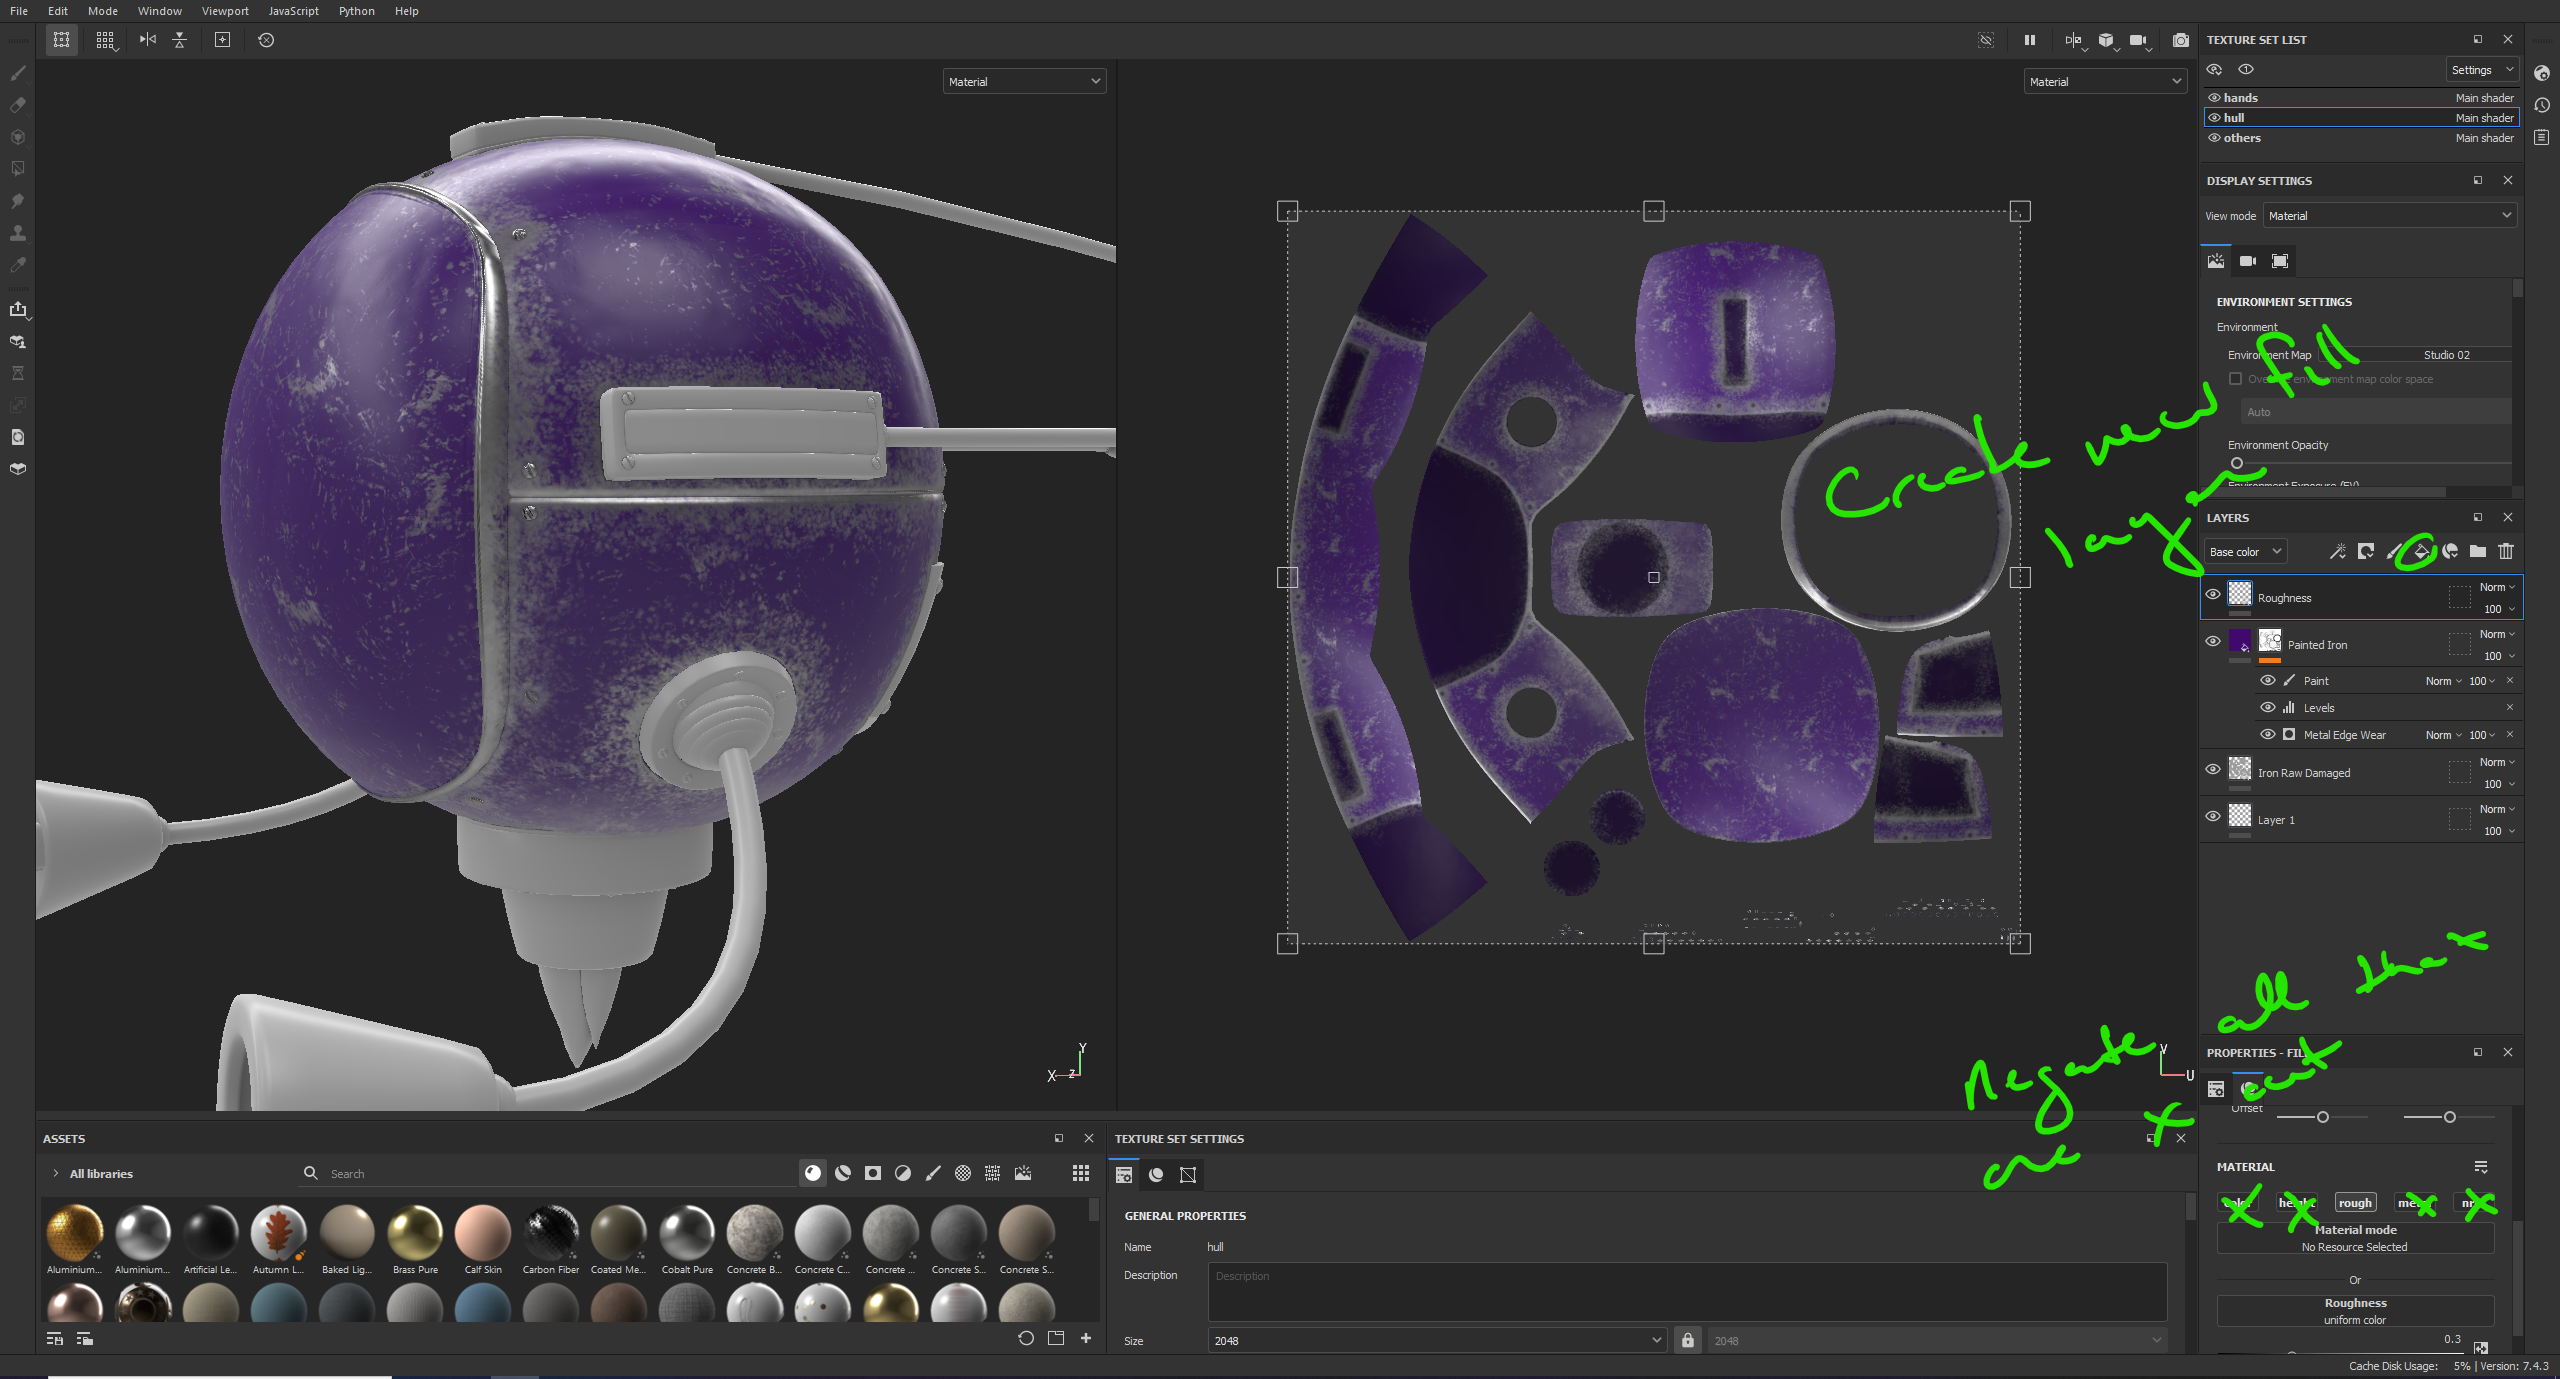 File Edit Mode Window Viewport JavaScript Python Help
Material
Material
TEXTURE SET LIST
Settings
hands Main shader
hull Main shader
others Main shader
DISPLAY SETTINGS
View mode Material
ENVIRONMENT SETTINGS
Environment
Environment Map Studio 02
environment map color space
Auto
Environment Opacity
Environment Exposure (EV)
Create new fill
layer
LAYERS
Base color
Roughness Norm 100
Painted Iron Norm 100
Paint Norm 100
Levels
Metal Edge Wear Norm 100
Iron Raw Damaged Norm 100
Layer 1 Norm 100
all that
Negate
are
X Y Z
V U
PROPERTIES - FILL
Offset
MATERIAL
color height rough metal nrm
Material mode
No Resource Selected
Or
Roughness
uniform color
0.3
ASSETS
All libraries
Search
Aluminium... Aluminium... Artificial Le... Autumn L... Baked Lig... Brass Pure Calf Skin Carbon Fiber Coated Me... Cobalt Pure Concrete B... Concrete C... Concrete ... Concrete S... Concrete S...
TEXTURE SET SETTINGS
GENERAL PROPERTIES
Name hull
Description Description
Size 2048 2048
Cache Disk Usage: 5% | Version: 7.4.3